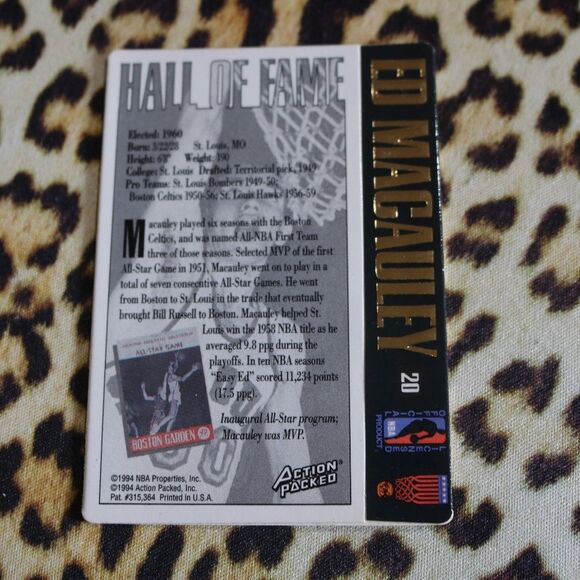 HALL OF FAME
Elected: 1960
Born: 3/22/28 St. Louis, MO
Height: 6'8" Weight: 190
College: St. Louis Drafted: Territorial pick, 1949
Pro Teams: St. Louis Bombers 1949-50;
Boston Celtics 1950-56; St. Louis Hawks 1956-59
Macauley played six seasons with the Boston
Celtics, and was named All-NBA First Team
three of those seasons. Selected MVP of the first
All-Star Game in 1951, Macauley went on to play in a
total of seven consecutive All-Star Games. He went
from Boston to St. Louis in the trade that eventually
brought Bill Russell to Boston. Macauley helped St.
Louis win the 1958 NBA title as he
averaged 9.8 ppg during the
playoffs. In ten NBA seasons
"Easy Ed" scored 11,234 points
(17.5 ppg).
Inaugural All-Star program;
Macauley was MVP.
ALL-STAR GAME
BOSTON GARDEN
ACTION
PACKED
©1994 NBA Properties, Inc.
©1994 Action Packed, Inc.
Pat. #315,364 Printed in U.S.A.
ED MACAULEY 20
OFFICIAL
NBA
LICENSED
PRODUCT